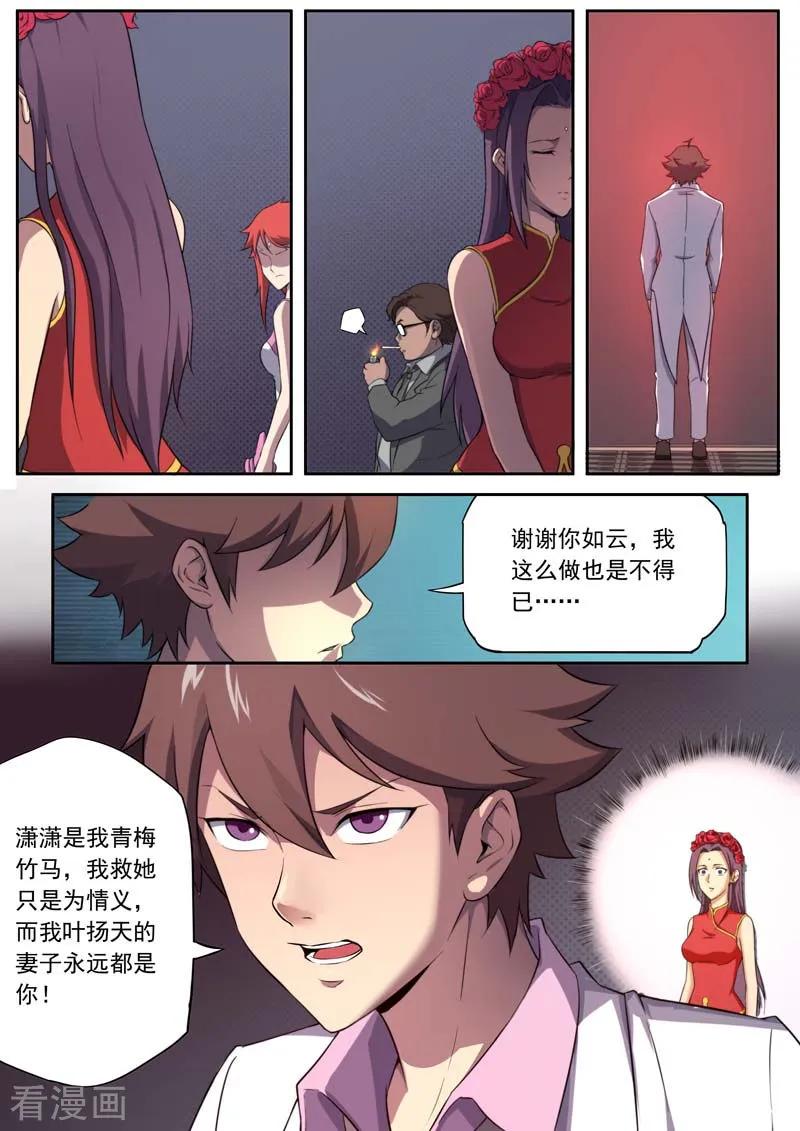 谢谢你如云，我
这么做也是不得
已……
潇潇是我青梅
竹马，我救她
只是为情义，
而我叶扬天的
妻子永远都是
你！
看漫画